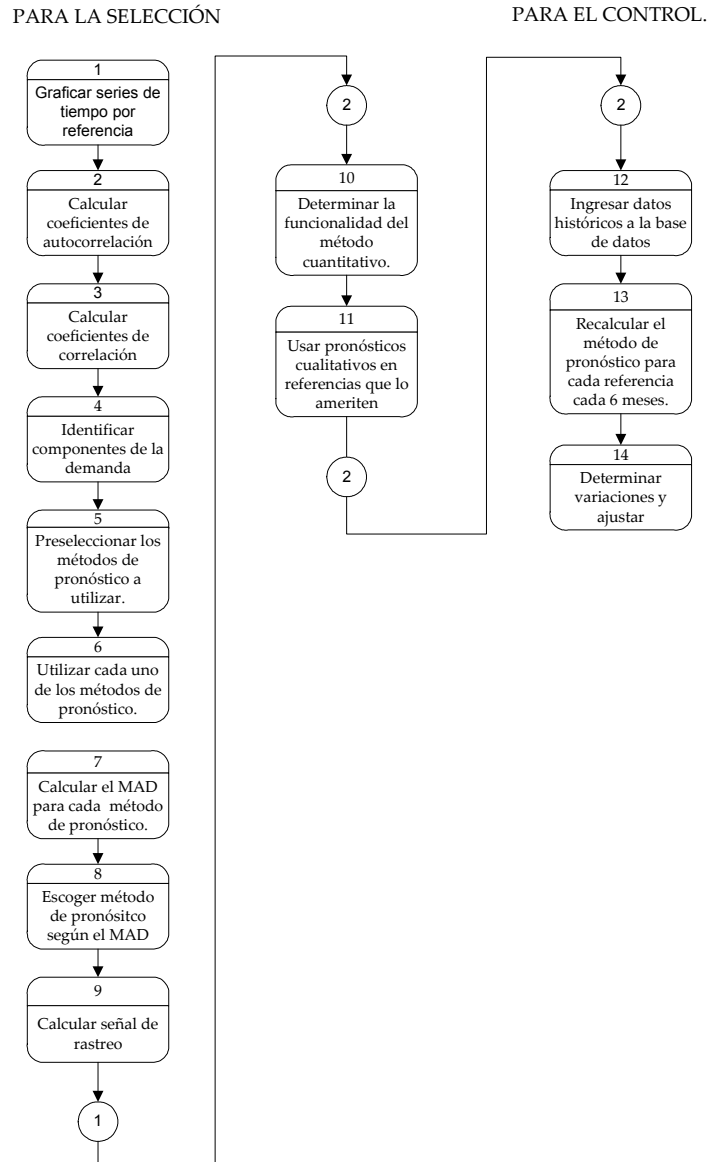 PARA LA SELECCIÓN
1
Graficar series de
tiempo por
referencia
2
Calcular
coeficientes de
autocorrelación
3
Calcular
coeficientes de
correlación
4
Identificar
componentes de la
demanda
5
Preseleccionar los
métodos de
pronóstico a
utilizar.
6
Utilizar cada uno
de los métodos de
pronóstico.
7
Calcular el MAD
para cada método
de pronóstico.
8
Escoger método
de pronósitco
según el MAD
9
Calcular señal de
rastreo
1
2
10
Determinar la
funcionalidad del
método
cuantitativo.
11
Usar pronósticos
cualitativos en
referencias que lo
ameriten
2
PARA EL CONTROL.
2
12
Ingresar datos
históricos a la base
de datos
13
Recalcular el
método de
pronóstico para
cada referencia
cada 6 meses.
14
Determinar
variaciones y
ajustar